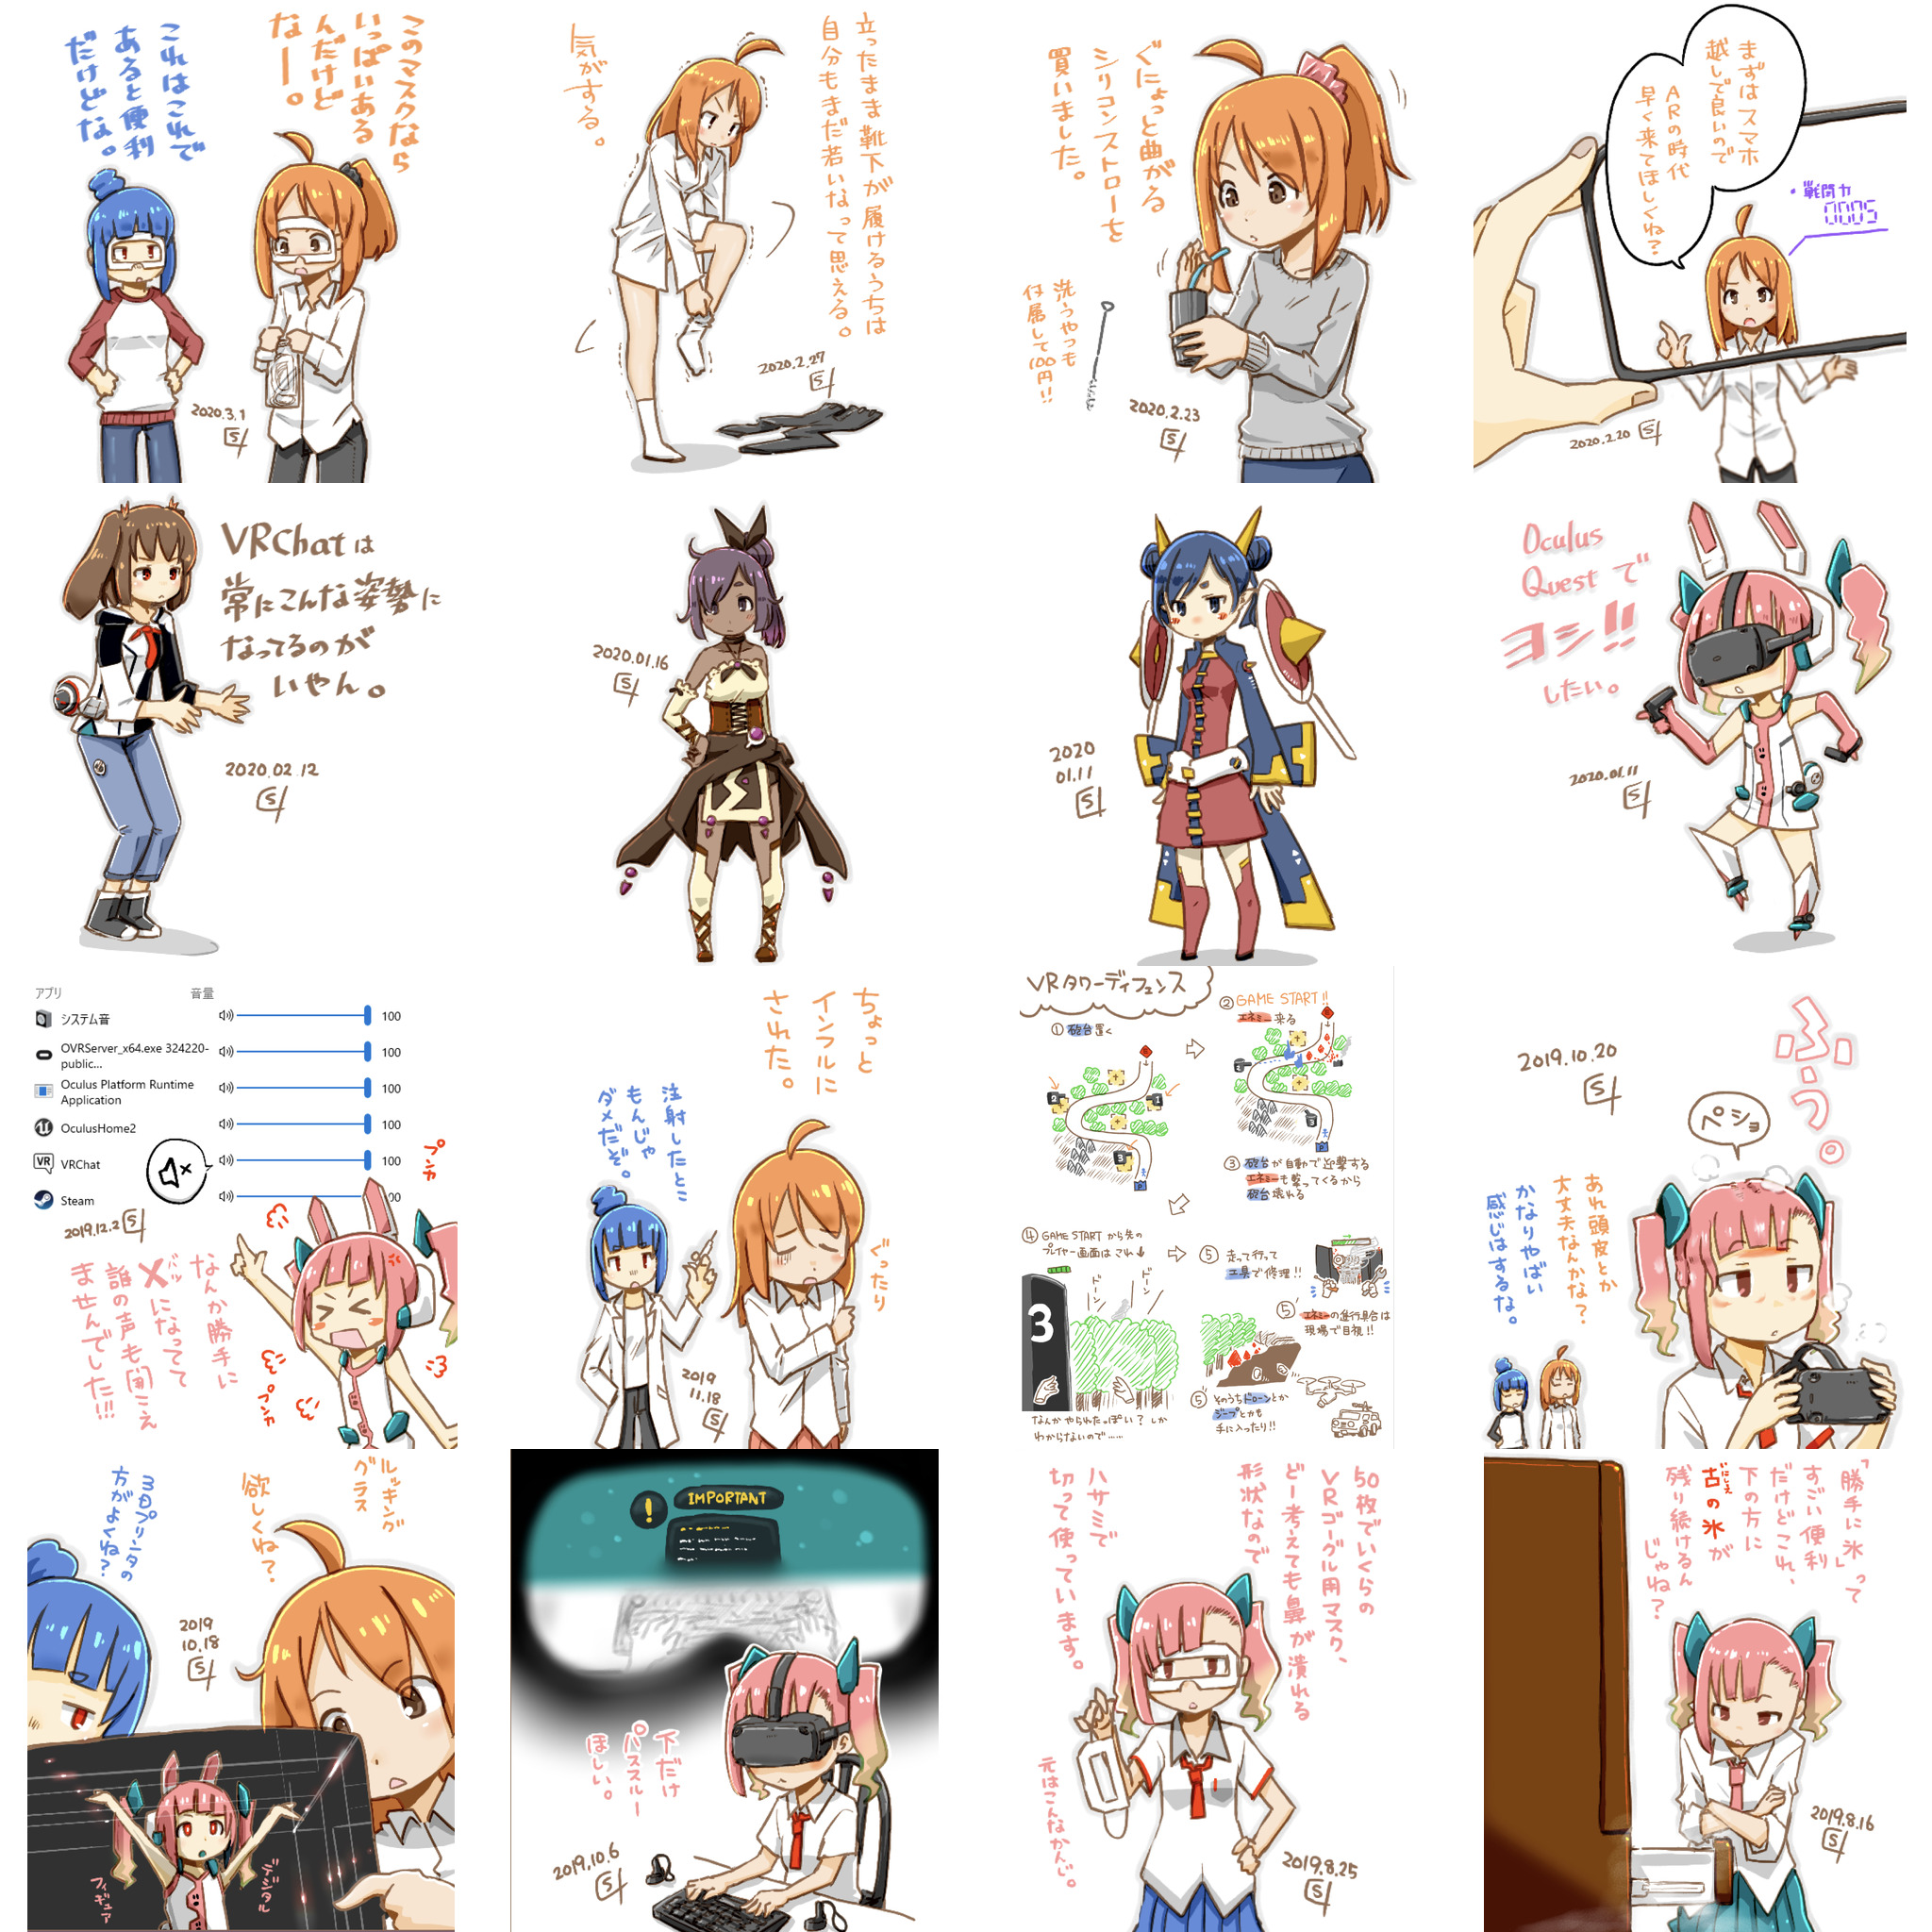 このマスクなら
いっぱいある
んだけど
なー。
これはこれで
あると便利
だけどな。
2020.3.1
立ったまま靴下が履けるうちは
自分もまだ若いなって思える。
気がする。
2020.2.27
ぐにょっと曲がる
シリコンストローを
買いました。
洗うやつも
付属して
100円!!
2020.2.23
まずはスマホ
越しで良いので
ARの時代
早く来てほしくね?
・戦闘力
0005
2020.2.20
VRChatは
常にこんな姿勢に
なってるのが
いやん。
2020.02.12
2020.01.16
2020
01.11
Oculus
Questで
ヨシ!!
したい。
2020.01.11
アプリ 音量
システム音 100
OVRServer_x64.exe 324220-
public... 100
Oculus Platform Runtime
Application 100
OculusHome2 100
VRChat 100
Steam 00
2019.12.2
プンカ
なんか勝手に
✕になってて
バッ
誰の声も聞こえ
ませんでした!!!
プンカ
ちょっと
インフルに
された。
注射したとこ
もんじゃ
ダメだぞ。
ぐったり
2019
11.18
VRタワーディフェンス
①砲台置く
②GAME START!!
エネミー来る
③砲台が自動で迎撃する
エネミーも撃ってくるから
砲台壊れる
④GAME STARTから先の
プレイヤー画面はこれ↓
ドーン
ドーン
3
なんかやられたっぽい?しか
わからないので……
⑤走って行って
工具で修理!!
⑤'エネミーの進行具合は
現場で目視!!
⑤そのうちドローンとか
ジープとかも
手に入ったり!!
2019.10.20
ふぅ。
ペショ
あれ頭皮とか
大丈夫なんかな?
かなりやばい
感じはするな。
ルッキング
グラス
欲しくね?
3Dプリンタの
方がよくね?
2019
10.18
デジタル
フィギュア
!
IMPORTANT
下だけ
パススルー
ほしい。
2019.10.6
50枚でいくらの
VRゴーグル用マスク、
どー考えても鼻が潰れる
形状なので
ハサミで
切って使っています。
元はこんなかんじ。
2019.8.25
「勝手に氷」って
すごい便利
だけどこれ、
下の方に
古の氷が
いにしえ
残り続けるん
じゃね?
2019.8.16